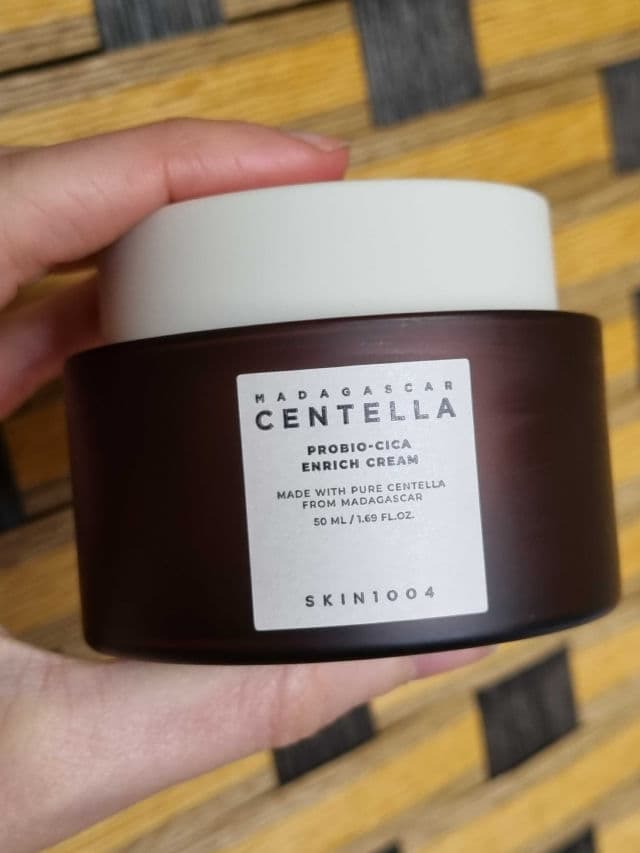 MADAGASCAR
CENTELLA
PROBIO-CICA
ENRICH CREAM
MADE WITH PURE CENTELLA
FROM MADAGASCAR
50 ML / 1.69 FL.OZ.
SKIN1004